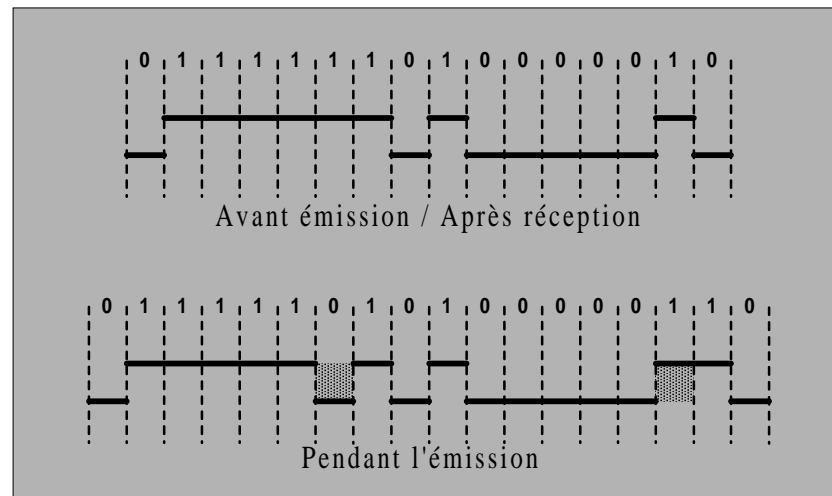 0 1 1 1 1 1 1 0 1 0 0 0 0 0 1 0
Avant émission / Après réception
0 1 1 1 1 1 0 1 0 1 0 0 0 0 0 1 1 0
Pendant l'émission